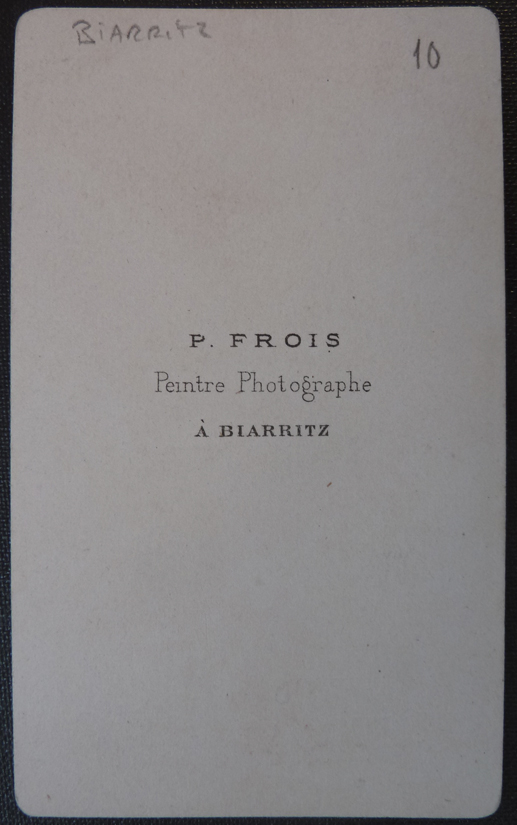 BiARRiTZ
10
P. FROIS
Peintre Photographe
À BIARRITZ